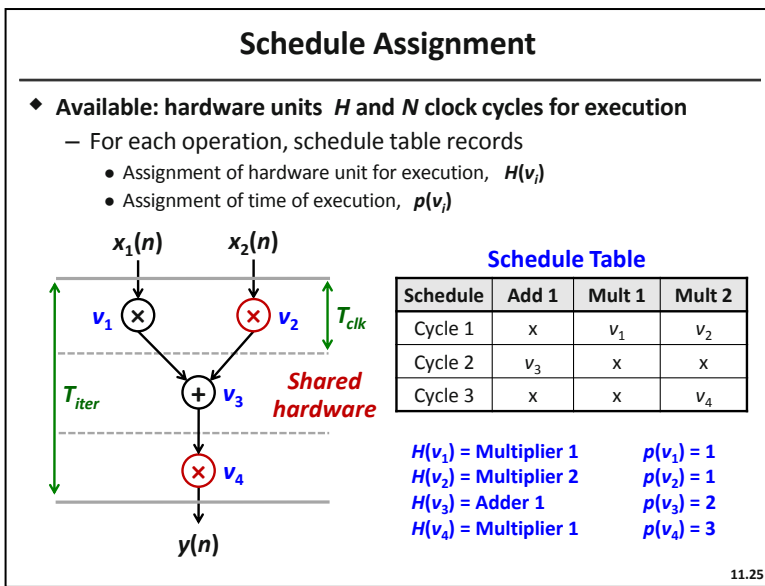 Schedule Assignment
◆ Available: hardware units H and N clock cycles for execution
– For each operation, schedule table records
● Assignment of hardware unit for execution, H(vᵢ)
● Assignment of time of execution, p(vᵢ)
x₁(n) x₂(n)
v₁ × × v₂
T_clk
T_iter
+ v₃
Shared
hardware
× v₄
y(n)
Schedule Table
Schedule Add 1 Mult 1 Mult 2
Cycle 1 x v₁ v₂
Cycle 2 v₃ x x
Cycle 3 x x v₄
H(v₁) = Multiplier 1 p(v₁) = 1
H(v₂) = Multiplier 2 p(v₂) = 1
H(v₃) = Adder 1 p(v₃) = 2
H(v₄) = Multiplier 1 p(v₄) = 3
11.25